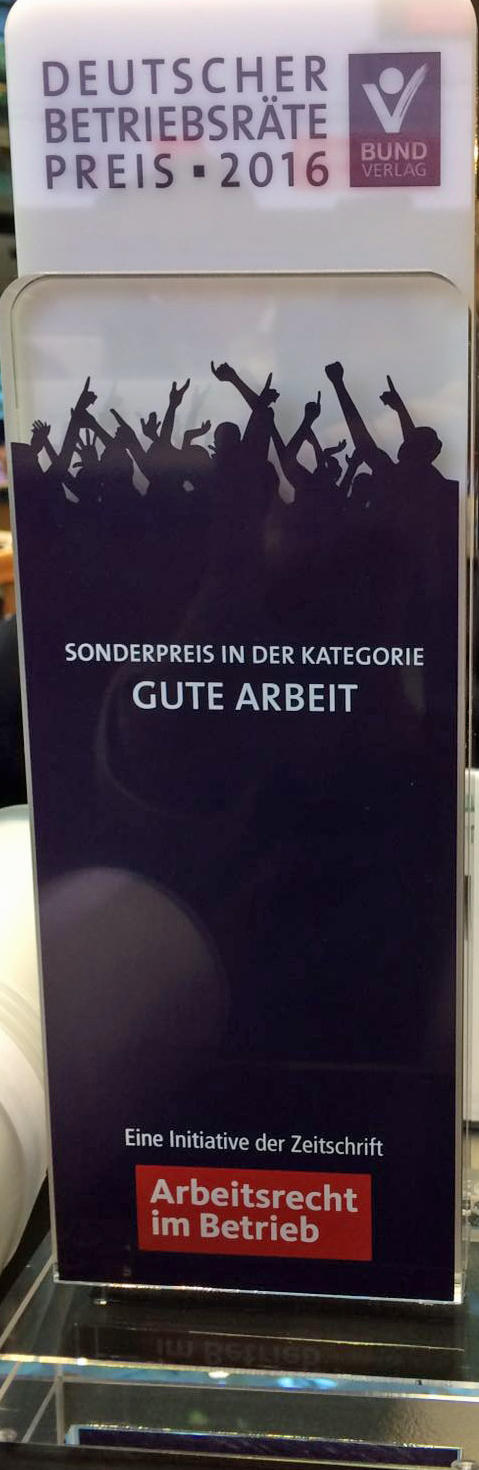 DEUTSCHER
BETRIEBSRÄTE
PREIS ▪ 2016
BUND
VERLAG
SONDERPREIS IN DER KATEGORIE
GUTE ARBEIT
Eine Initiative der Zeitschrift
Arbeitsrecht
im Betrieb